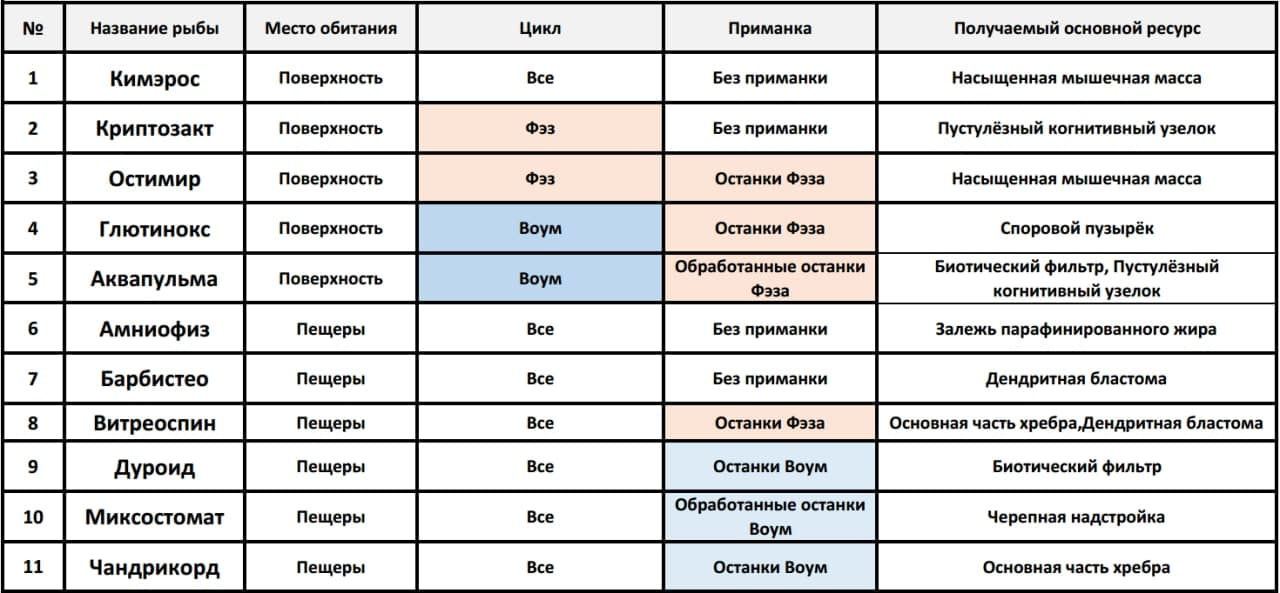 № Название рыбы Место обитания Цикл Приманка Получаемый основной ресурс
1 Кимэрос Поверхность Все Без приманки Насыщенная мышечная масса
2 Криптозакт Поверхность Фэз Без приманки Пустулёзный когнитивный узелок
3 Остимир Поверхность Фэз Останки Фэза Насыщенная мышечная масса
4 Глютинокс Поверхность Воум Останки Фэза Споровой пузырёк
5 Аквапульма Поверхность Воум Обработанные останки
Фэза Биотический фильтр, Пустулёзный
когнитивный узелок
6 Амниофиз Пещеры Все Без приманки Залежь парафинированного жира
7 Барбистео Пещеры Все Без приманки Дендритная бластома
8 Витреоспин Пещеры Все Останки Фэза Основная часть хребра,Дендритная бластома
9 Дуроид Пещеры Все Останки Воум Биотический фильтр
10 Миксостомат Пещеры Все Обработанные останки
Воум Черепная надстройка
11 Чандрикорд Пещеры Все Останки Воум Основная часть хребра